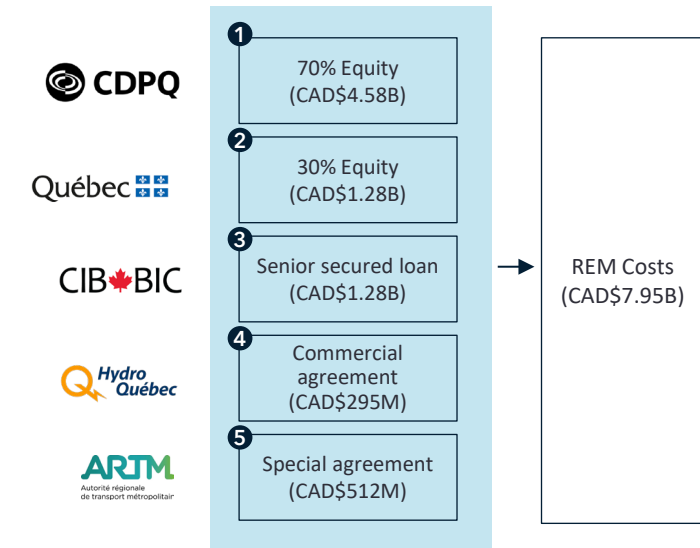 1
70% Equity
(CAD$4.58B)
CDPQ
2
30% Equity
(CAD$1.28B)
Québec
3
Senior secured loan
(CAD$1.28B)
CIB BIC
REM Costs
(CAD$7.95B)
4
Commercial
agreement
(CAD$295M)
Hydro
Québec
5
Special agreement
(CAD$512M)
ARTM
Autorité régionale
de transport métropolitair